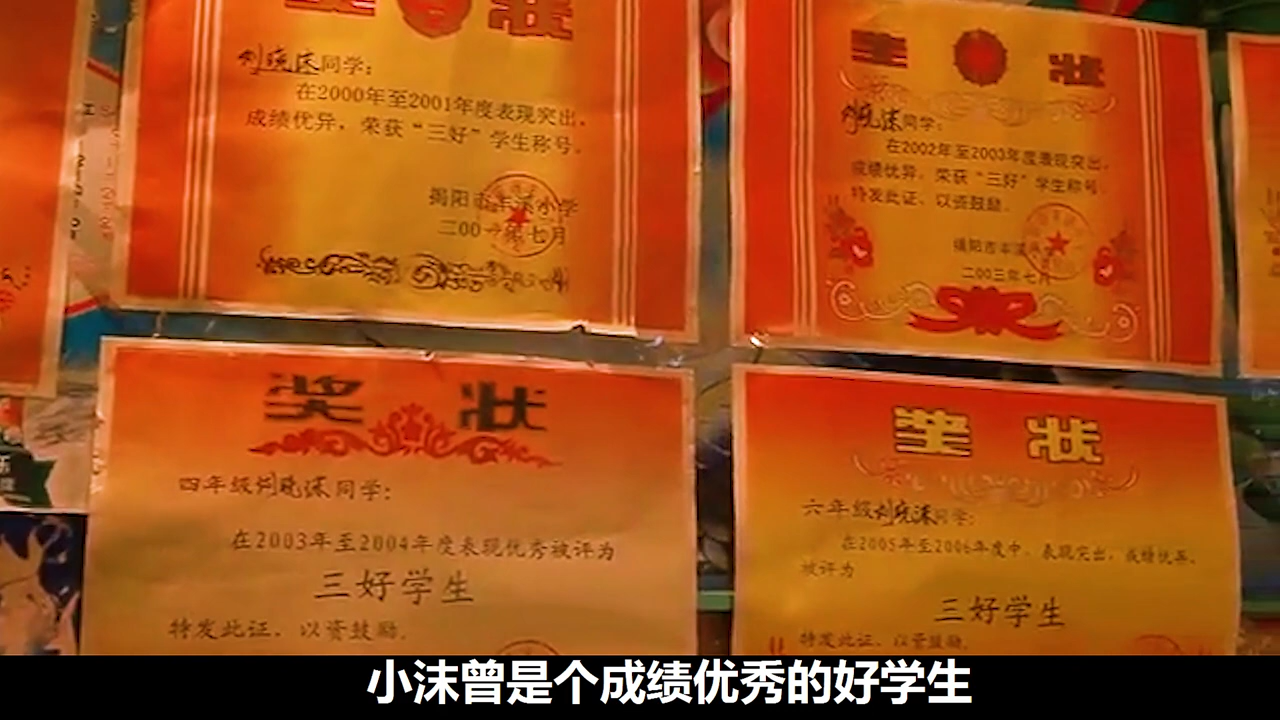 奖 状
刘晓沫同学：
在2000年至2001年度表现突出，
成绩优异，荣获“三好”学生称号。
揭阳市
二00一年七月
奖 状
刘晓沫同学：
在2002年至2003年度表现突出，
成绩优异，荣获“三好”学生称号。
特发此证、以资鼓励。
揭阳市
二00三年七月
奖 状
四年级刘晓沫同学：
在2003年至2004年度表现优秀被评为
三好学生
特发此证，以资鼓励。
奖 状
六年级刘晓沫同学：
在2005年至2006年度中，表现突出，成绩优异，
被评为
三好学生
特发此证、以资鼓励。
小沫曾是个成绩优秀的好学生